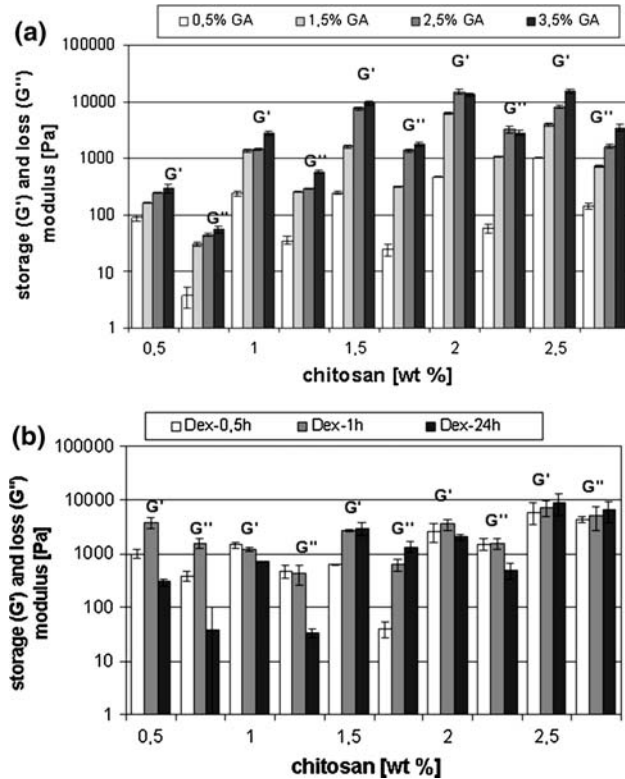 (a)
0,5% GA 1,5% GA 2,5% GA 3,5% GA
storage (G') and loss (G'')
modulus [Pa]
100000
10000
1000
100
10
1
G' G'' G' G'' G' G'' G' G'' G' G''
0,5 1 1,5 2 2,5
chitosan [wt %]
(b)
Dex-0,5h Dex-1h Dex-24h
storage (G') and loss (G'')
modulus [Pa]
100000
10000
1000
100
10
1
G' G'' G' G'' G' G'' G' G'' G' G''
0,5 1 1,5 2 2,5
chitosan [wt %]